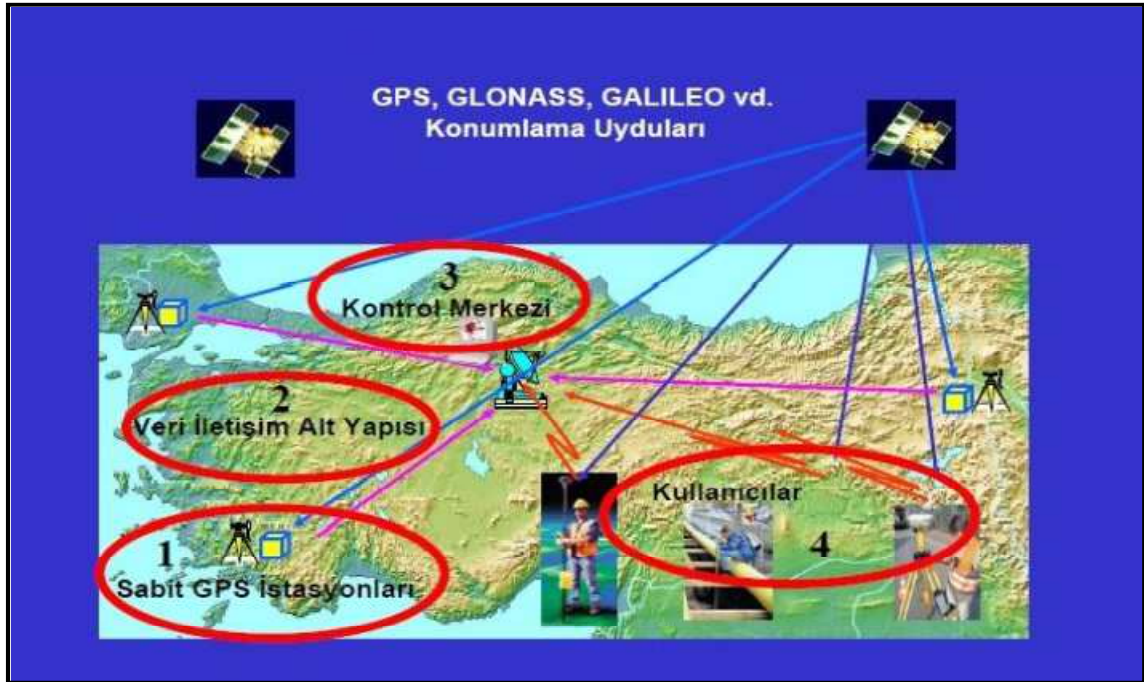 GPS, GLONASS, GALILEO vd.
Konumlama Uyduları
3
Kontrol Merkezi
2
Veri İletişim Alt Yapısı
Kullamcılar
4
1
Sabit GPS İstasyonları